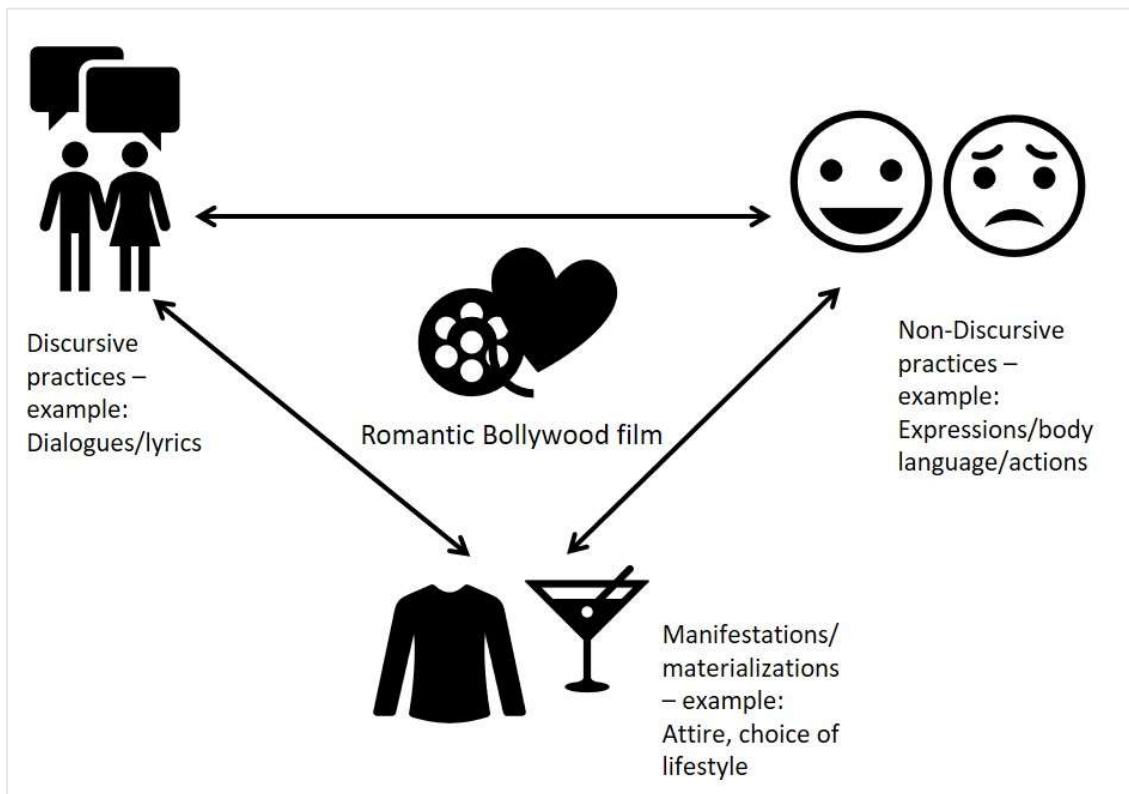 Discursive
practices –
example:
Dialogues/lyrics
Romantic Bollywood film
Non-Discursive
practices –
example:
Expressions/body
language/actions
Manifestations/
materializations
– example:
Attire, choice of
lifestyle